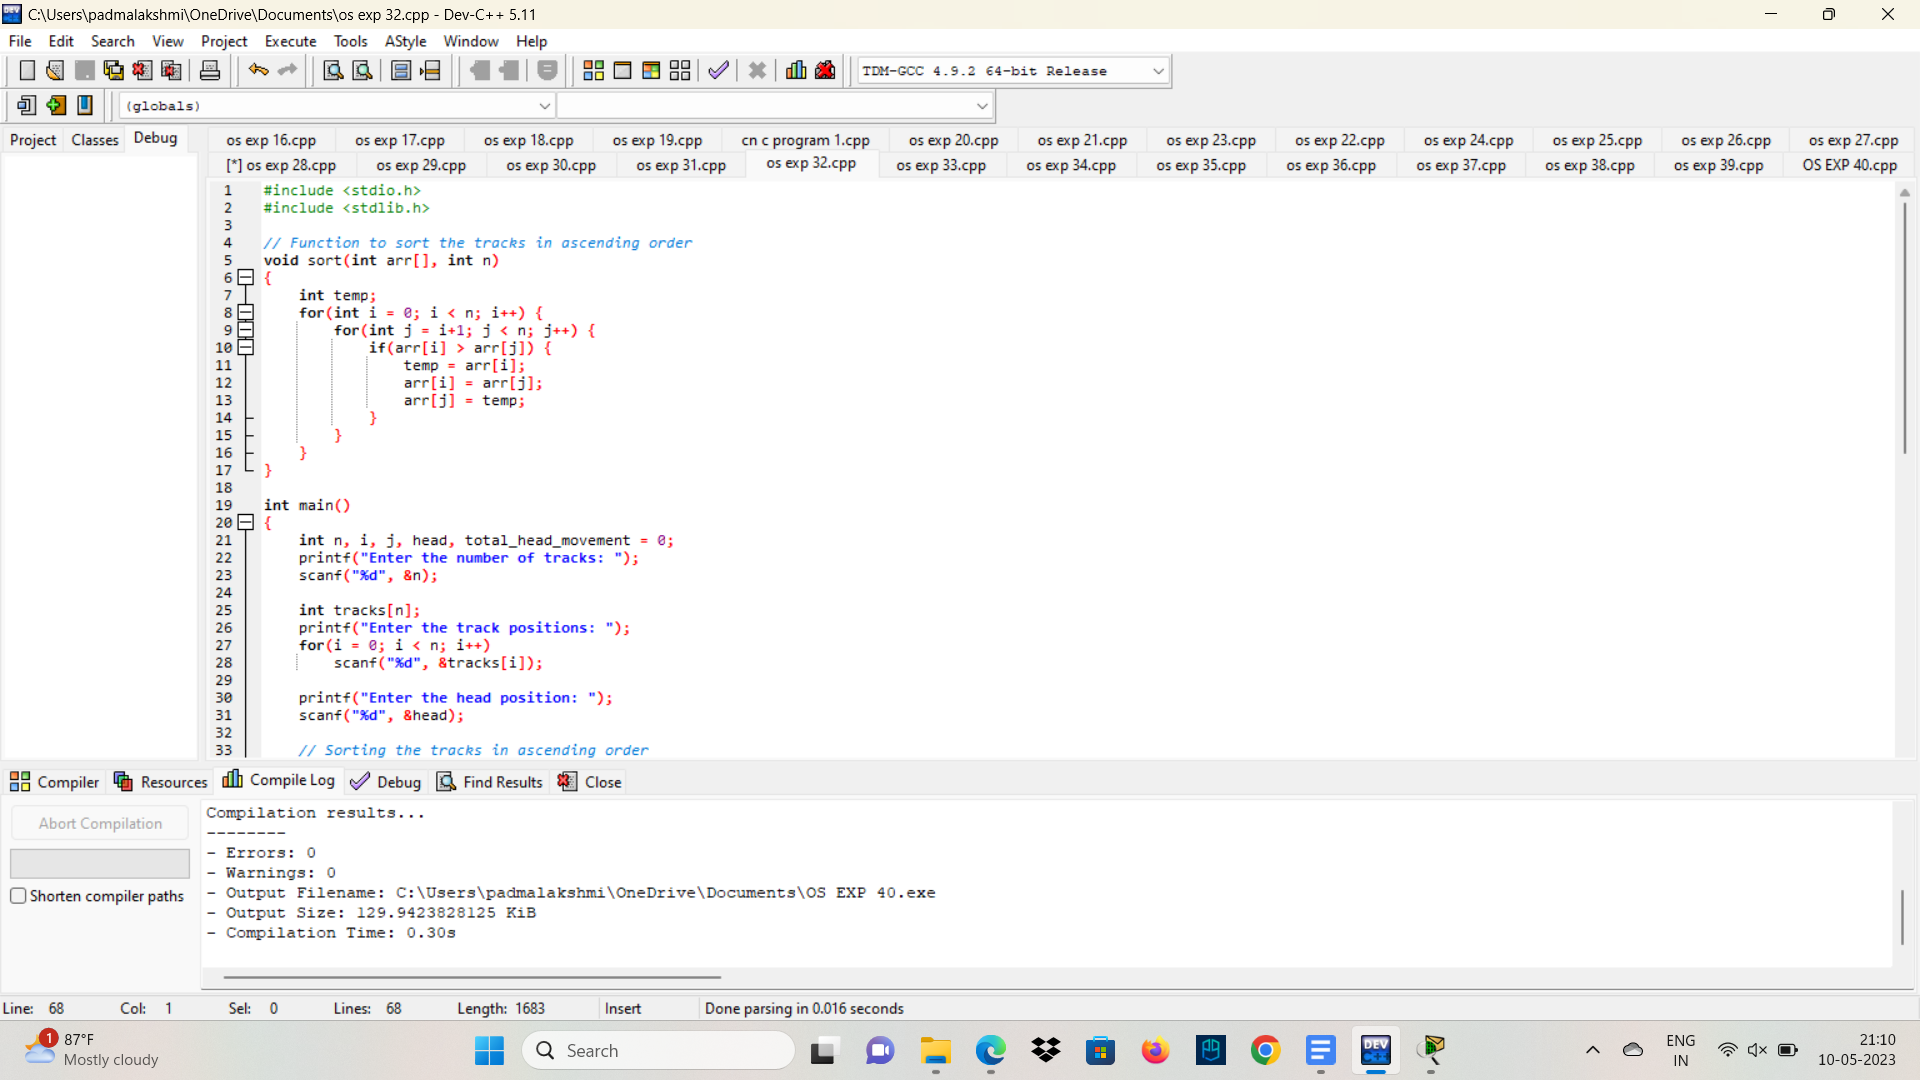 C:\Users\padmalakshmi\OneDrive\Documents\os exp 32.cpp - Dev-C++ 5.11
File Edit Search View Project Execute Tools AStyle Window Help
TDM-GCC 4.9.2 64-bit Release
(globals)
Project Classes Debug
os exp 16.cpp os exp 17.cpp os exp 18.cpp os exp 19.cpp cn c program 1.cpp os exp 20.cpp os exp 21.cpp os exp 23.cpp os exp 22.cpp os exp 24.cpp os exp 25.cpp os exp 26.cpp os exp 27.cpp
[*] os exp 28.cpp os exp 29.cpp os exp 30.cpp os exp 31.cpp os exp 32.cpp os exp 33.cpp os exp 34.cpp os exp 35.cpp os exp 36.cpp os exp 37.cpp os exp 38.cpp os exp 39.cpp OS EXP 40.cpp
1 #include <stdio.h>
2 #include <stdlib.h>
3
4 // Function to sort the tracks in ascending order
5 void sort(int arr[], int n)
6 {
7 int temp;
8 for(int i = 0; i < n; i++) {
9 for(int j = i+1; j < n; j++) {
10 if(arr[i] > arr[j]) {
11 temp = arr[i];
12 arr[i] = arr[j];
13 arr[j] = temp;
14 }
15 }
16 }
17 }
18
19 int main()
20 {
21 int n, i, j, head, total_head_movement = 0;
22 printf("Enter the number of tracks: ");
23 scanf("%d", &n);
24
25 int tracks[n];
26 printf("Enter the track positions: ");
27 for(i = 0; i < n; i++)
28 scanf("%d", &tracks[i]);
29
30 printf("Enter the head position: ");
31 scanf("%d", &head);
32
33 // Sorting the tracks in ascending order
Compiler Resources Compile Log Debug Find Results Close
Abort Compilation
Shorten compiler paths
Compilation results...
--------
- Errors: 0
- Warnings: 0
- Output Filename: C:\Users\padmalakshmi\OneDrive\Documents\OS EXP 40.exe
- Output Size: 129.9423828125 KiB
- Compilation Time: 0.30s
Line: 68 Col: 1 Sel: 0 Lines: 68 Length: 1683 Insert Done parsing in 0.016 seconds
1
87°F
Mostly cloudy
Search
DEV
C++
ENG
IN
21:10
10-05-2023